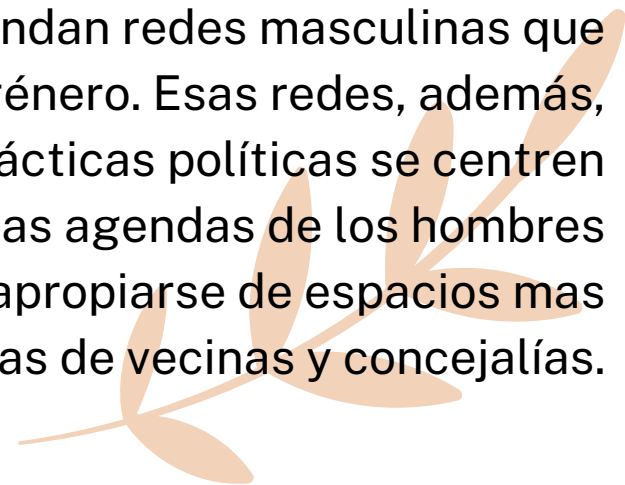 ndan redes masculinas que
énero. Esas redes, además,
ácticas políticas se centren
as agendas de los hombres
apropiarse de espacios mas
as de vecinas y concejalías.